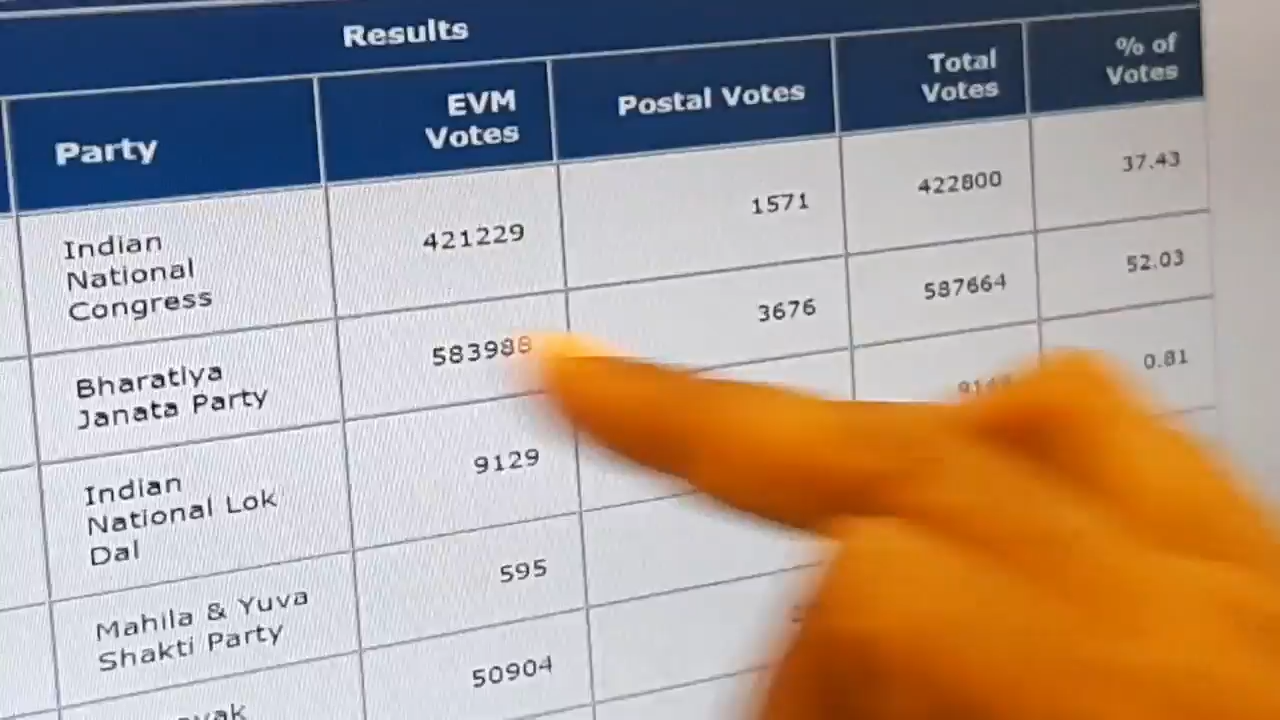 Results
Party
EVM
Votes
Postal Votes
Total
Votes
% of
Votes
Indian
National
Congress
421229
1571
422800
37.43
Bharatiya
Janata Party
583988
3676
587664
52.03
Indian
National Lok
Dal
9129
0.81
Mahila & Yuva
Shakti Party
595
50904